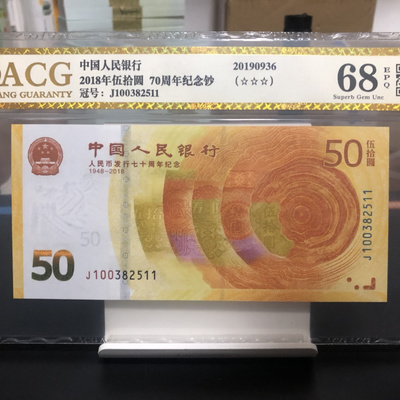 ACG
ANG GUARANTY
中国人民银行
2018年伍拾圆 70周年纪念钞
冠号: J100382511
20190936
(☆☆☆)
68
EPQ
Superb Gem Unc
中国人民银行
人民币发行七十周年纪念
1948-2018
50
伍拾圆
J100382511
50
50
J100382511